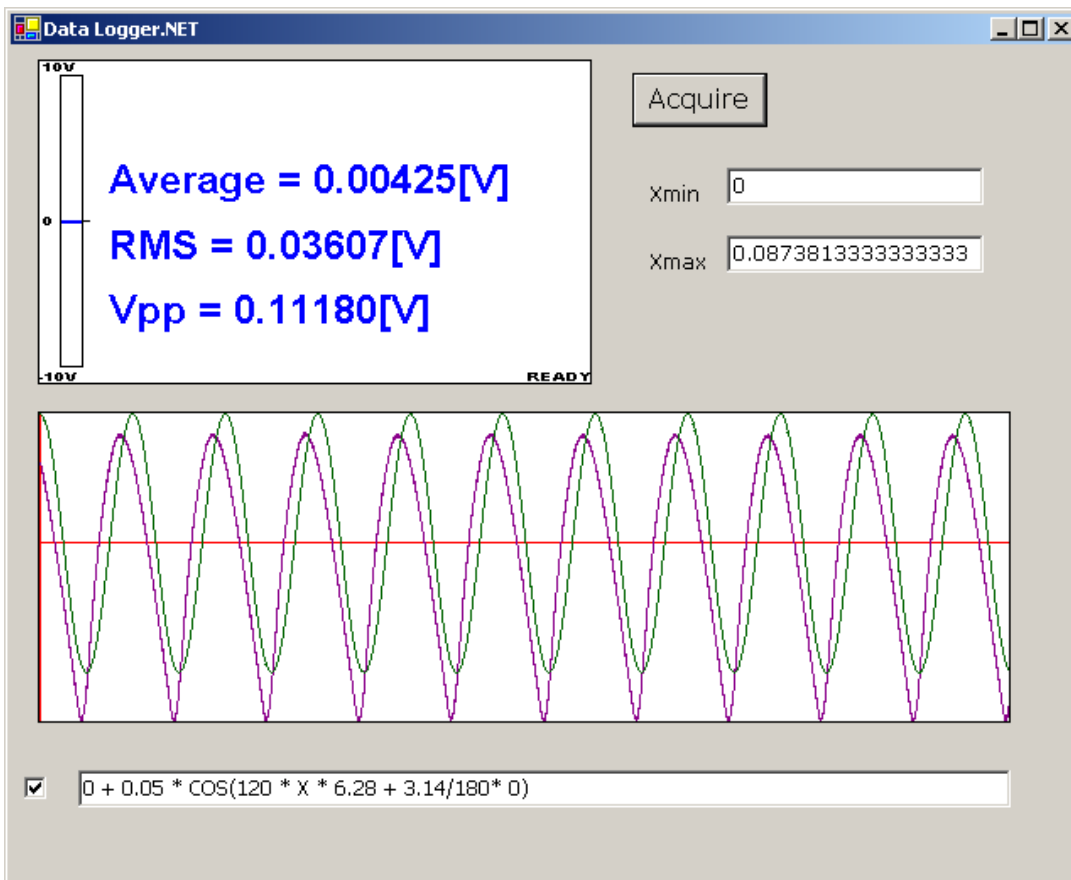 Data Logger.NET
10V
Average = 0.00425[V]
0
RMS = 0.03607[V]
Vpp = 0.11180[V]
-10V
READY
Acquire
Xmin 0
Xmax 0.0873813333333333
0 + 0.05 * COS(120 * X * 6.28 + 3.14/180* 0)